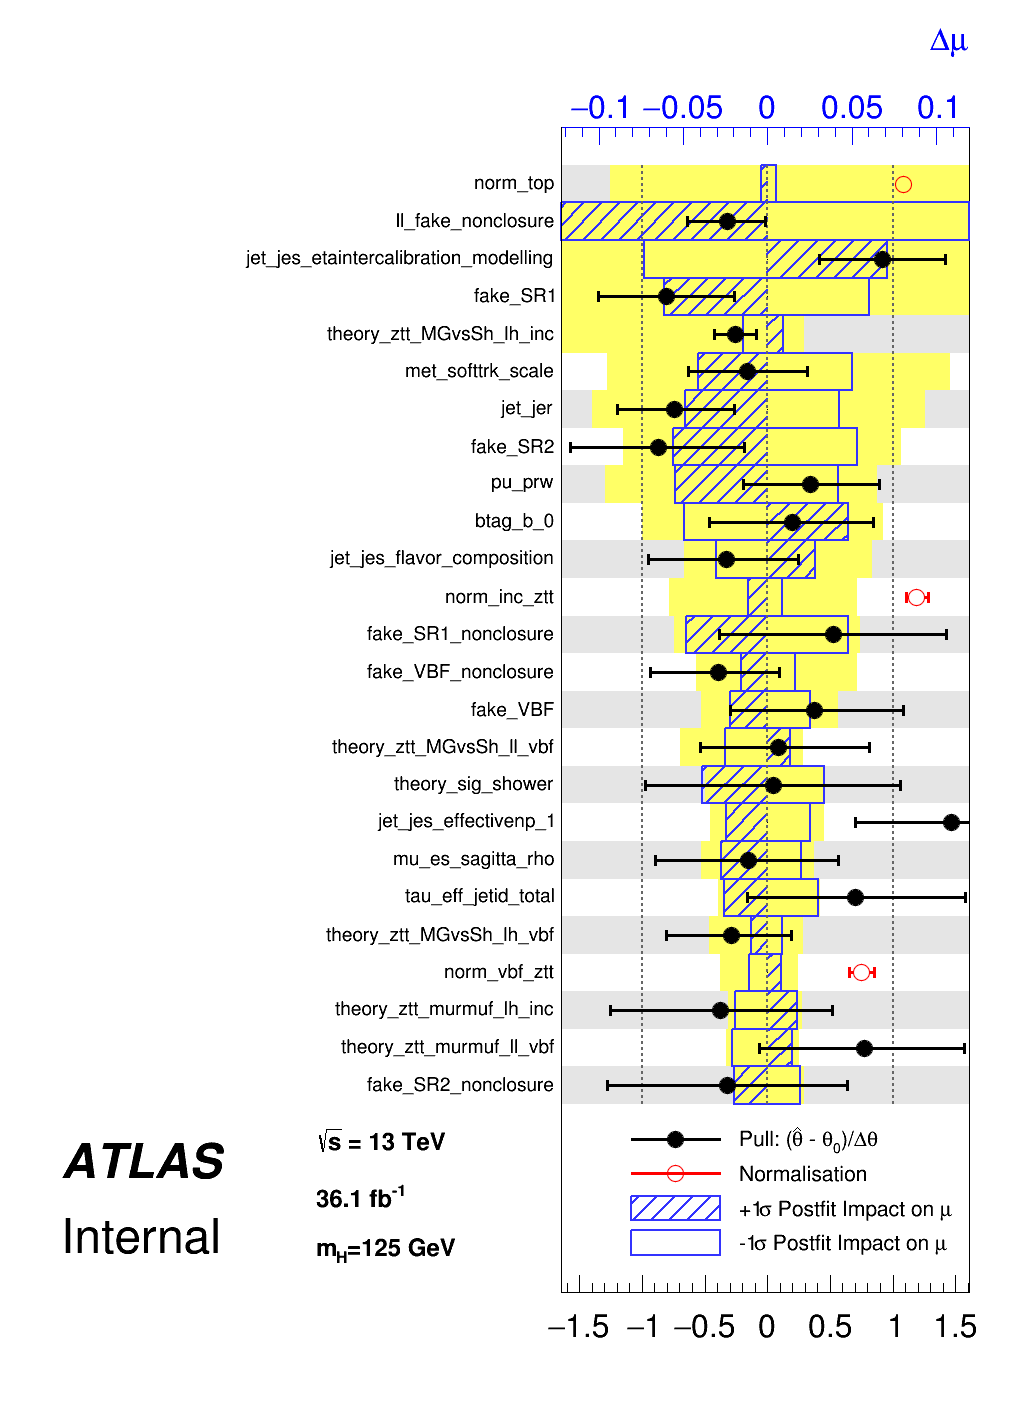 Δμ
−0.1 −0.05 0 0.05 0.1
norm_top
ll_fake_nonclosure
jet_jes_etaintercalibration_modelling
fake_SR1
theory_ztt_MGvsSh_lh_inc
met_softtrk_scale
jet_jer
fake_SR2
pu_prw
btag_b_0
jet_jes_flavor_composition
norm_inc_ztt
fake_SR1_nonclosure
fake_VBF_nonclosure
fake_VBF
theory_ztt_MGvsSh_ll_vbf
theory_sig_shower
jet_jes_effectivenp_1
mu_es_sagitta_rho
tau_eff_jetid_total
theory_ztt_MGvsSh_lh_vbf
norm_vbf_ztt
theory_ztt_murmuf_lh_inc
theory_ztt_murmuf_ll_vbf
fake_SR2_nonclosure
ATLAS
Internal
√s = 13 TeV
36.1 fb⁻¹
m_H=125 GeV
Pull: (θ̂ - θ₀)/Δθ
Normalisation
+1σ Postfit Impact on μ
-1σ Postfit Impact on μ
−1.5 −1 −0.5 0 0.5 1 1.5